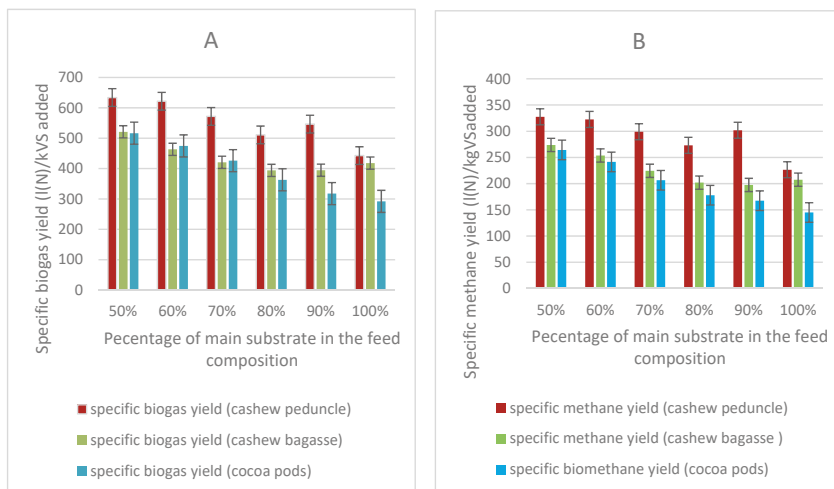 A
Specific biogas yield (Il(N)/kVS added
700
600
500
400
300
200
100
0
50% 60% 70% 80% 90% 100%
Pecentage of main substrate in the feed
composition
specific biogas yield (cashew peduncle)
specific biogas yield (cashew bagasse)
specific biogas yield (cocoa pods)
B
Specific methane yield (l(N)/kgVSadded
400
350
300
250
200
150
100
50
0
50% 60% 70% 80% 90% 100%
Pecentage of main substrate in the feed
composition
specific methane yield (cashew peduncle)
specific methane yield (cashew bagasse )
specific biomethane yield (cocoa pods)